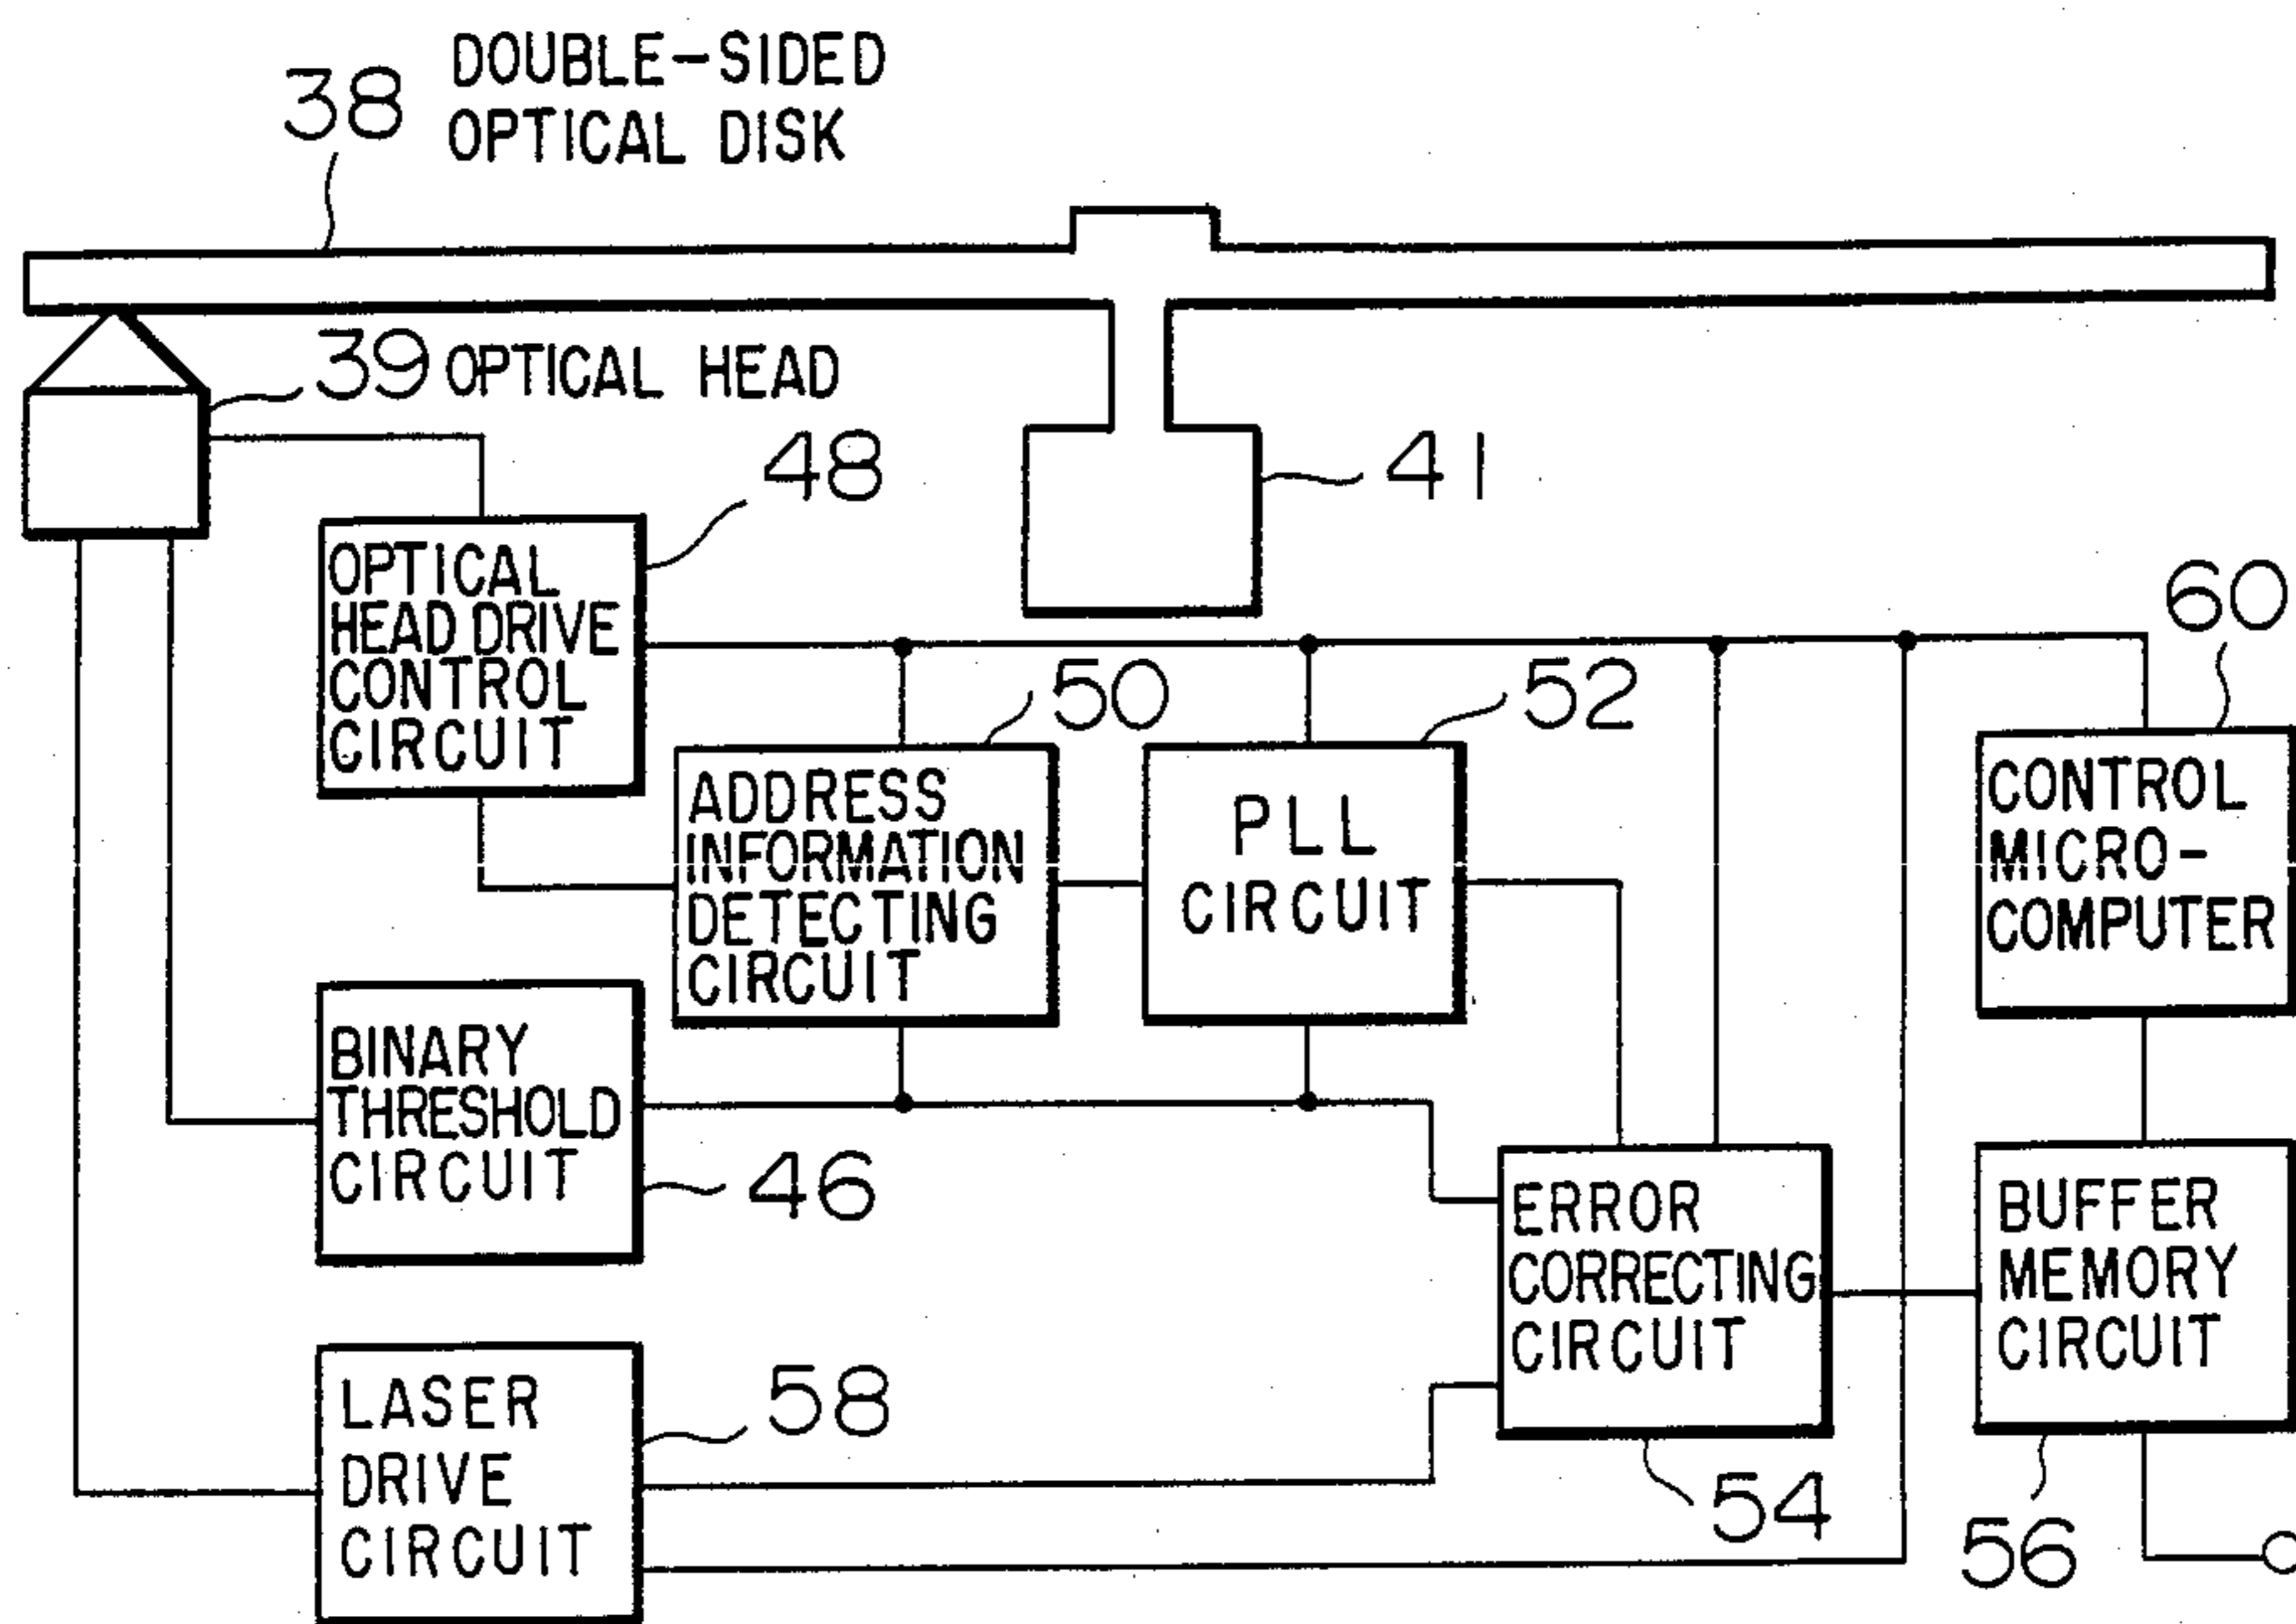 DOUBLE-SIDED
38
OPTICAL DISK
39 OPTICAL HEAD
48
41
OPTICAL
HEAD DRIVE
CONTROL
CIRCUIT
60
50
52
ADDRESS
INFORMATION
DETECTING
CIRCUIT
PLL
CIRCUIT
CONTROL
MICRO-
COMPUTER
BINARY
THRESHOLD
CIRCUIT
46
ERROR
CORRECTING
CIRCUIT
BUFFER
MEMORY
CIRCUIT
LASER
DRIVE
CIRCUIT
58
54
56